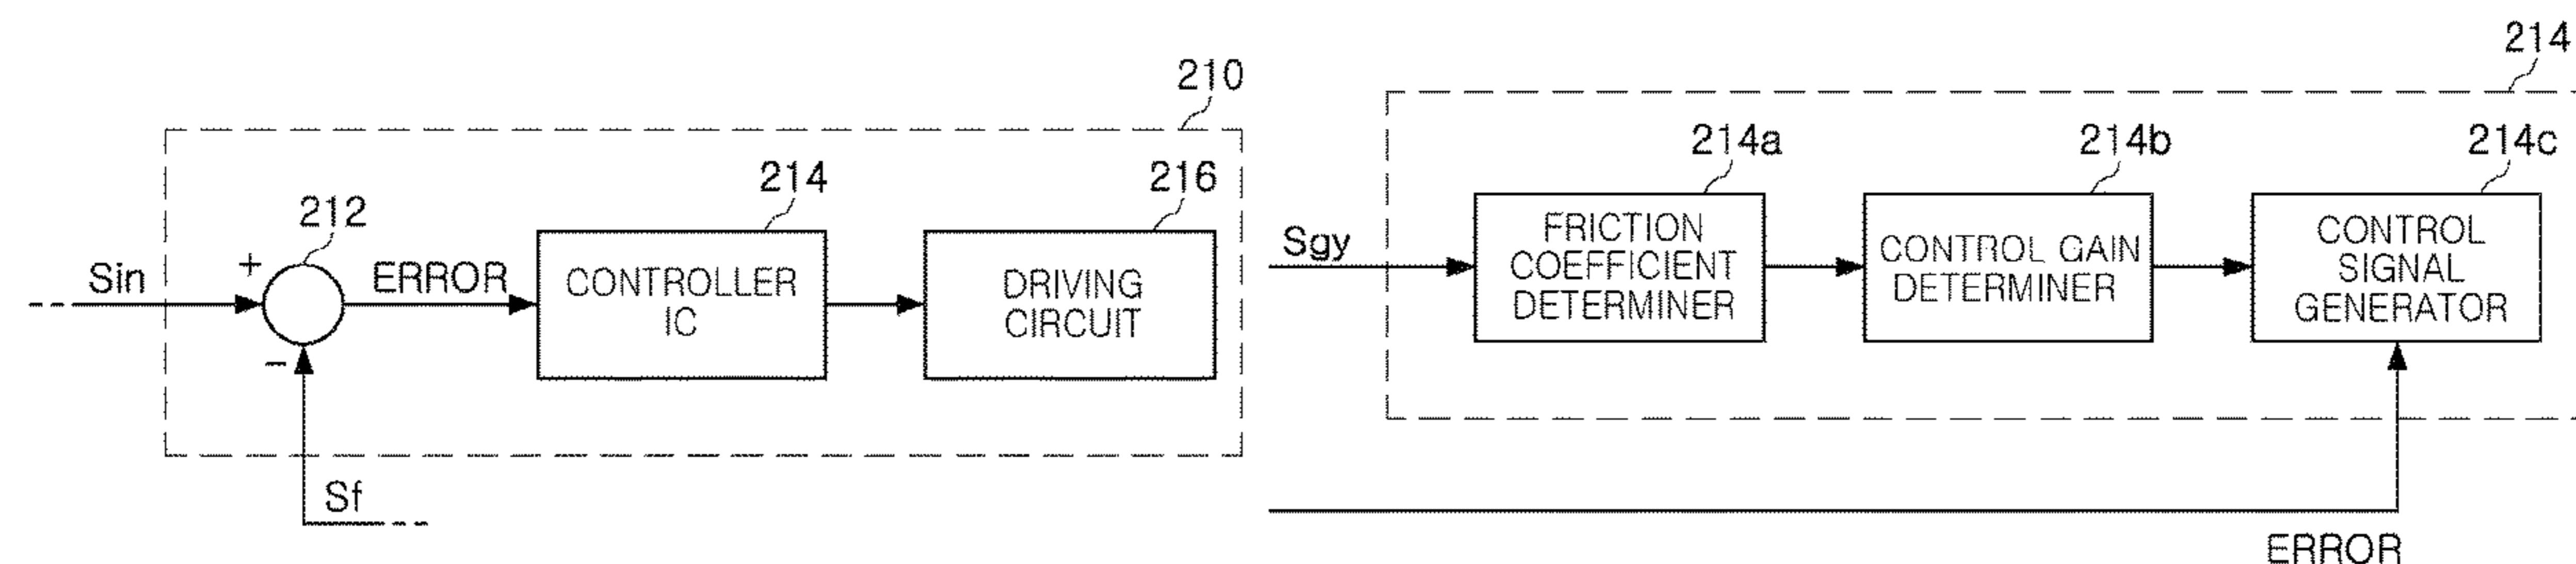 210
212
214
216
Sin
+
ERROR
CONTROLLER
IC
DRIVING
CIRCUIT
−
Sf
214
214a
214b
214c
Sgy
FRICTION
COEFFICIENT
DETERMINER
CONTROL GAIN
DETERMINER
CONTROL
SIGNAL
GENERATOR
ERROR